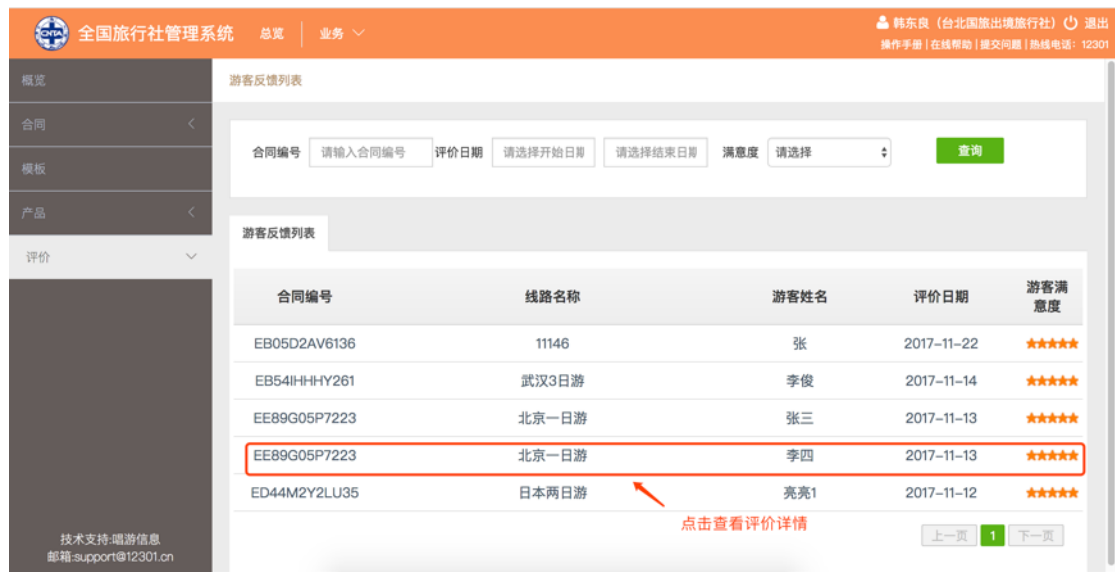 CNTA 全国旅行社管理系统 总览 业务
韩东良（台北国旅出境旅行社） 退出
操作手册 | 在线帮助 | 提交问题 | 热线电话：12301
概览
合同
模板
产品
评价
技术支持:唱游信息
邮箱:support@12301.cn
游客反馈列表
合同编号 请输入合同编号 评价日期 请选择开始日期 请选择结束日期 满意度 请选择 查询
游客反馈列表
合同编号 线路名称 游客姓名 评价日期 游客满
意度
EB05D2AV6136 11146 张 2017-11-22
EB54IHHHY261 武汉3日游 李俊 2017-11-14
EE89G05P7223 北京一日游 张三 2017-11-13
EE89G05P7223 北京一日游 李四 2017-11-13
ED44M2Y2LU35 日本两日游 亮亮1 2017-11-12
点击查看评价详情
上一页 1 下一页